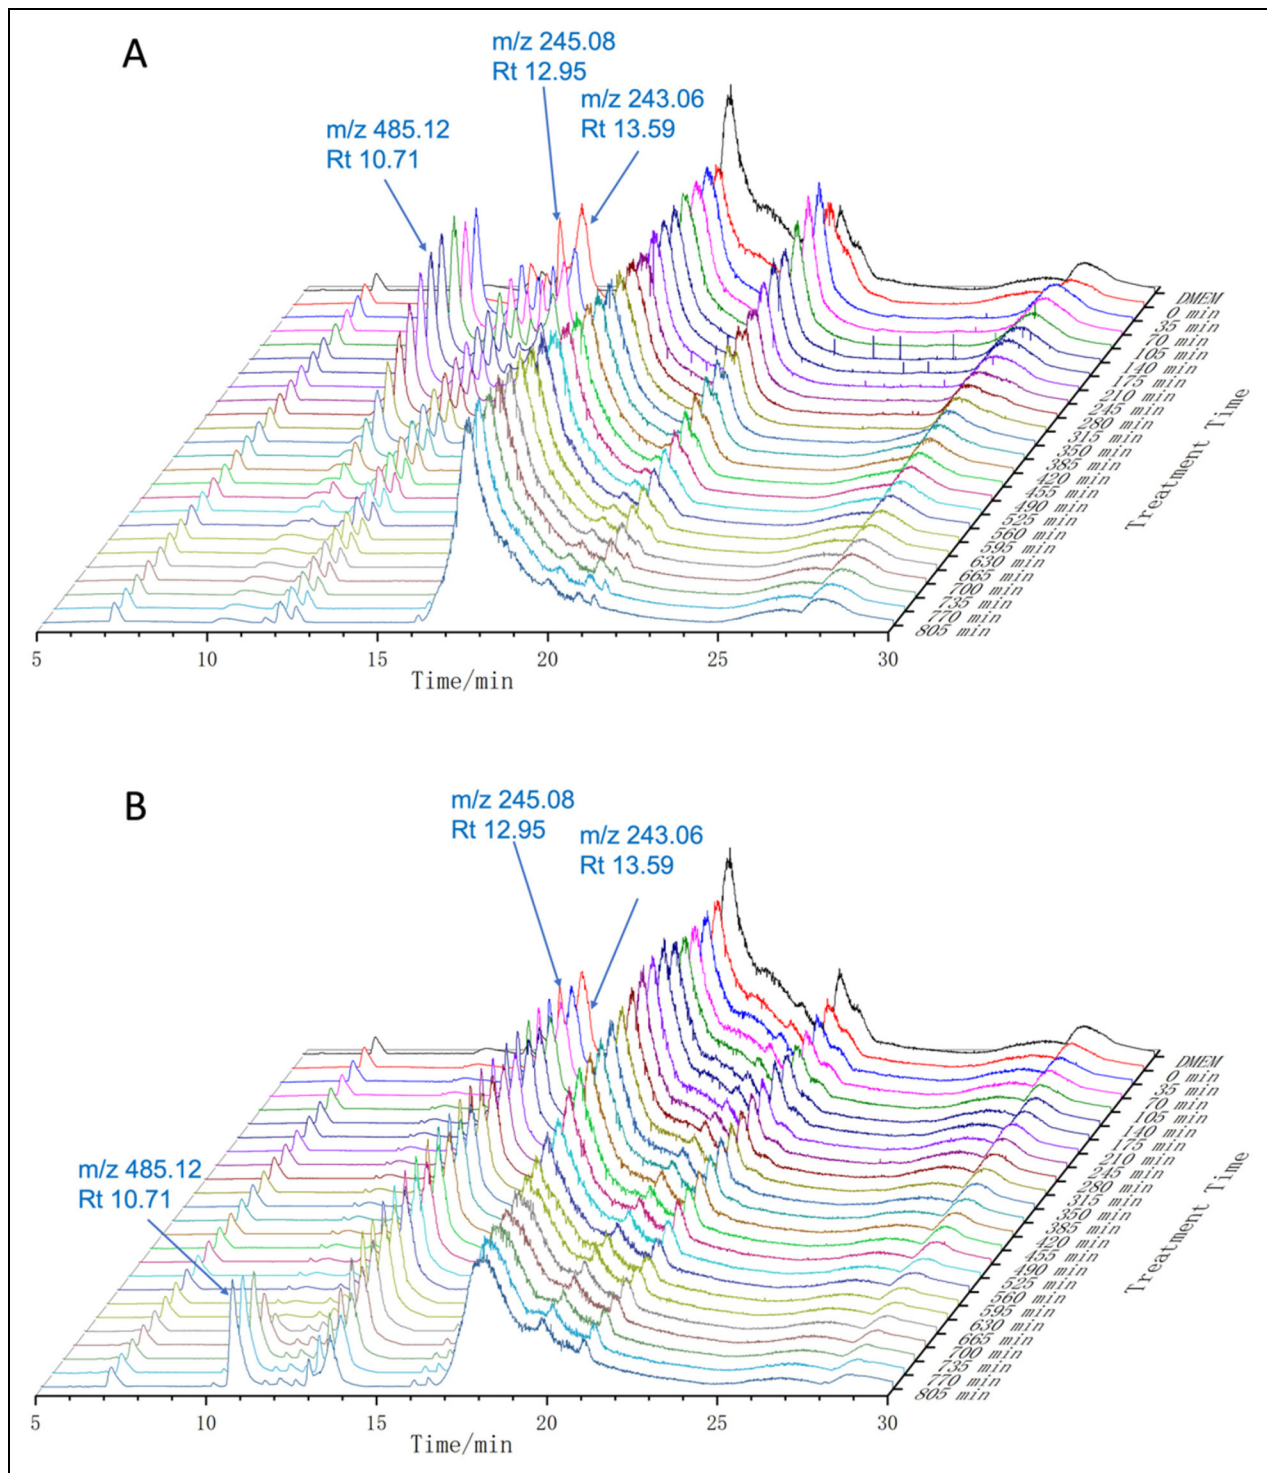 A
m/z 245.08
Rt 12.95
m/z 243.06
Rt 13.59
m/z 485.12
Rt 10.71
DMEM
0 min
35 min
70 min
105 min
140 min
175 min
210 min
245 min
280 min
315 min
350 min
385 min
420 min
455 min
490 min
525 min
560 min
595 min
630 min
665 min
700 min
735 min
770 min
805 min
Treatment Time
5
10
15
20
25
30
Time/min
B
m/z 245.08
Rt 12.95
m/z 243.06
Rt 13.59
m/z 485.12
Rt 10.71
DMEM
0 min
35 min
70 min
105 min
140 min
175 min
210 min
245 min
280 min
315 min
350 min
385 min
420 min
455 min
490 min
525 min
560 min
595 min
630 min
665 min
700 min
735 min
770 min
805 min
Treatment Time
5
10
15
20
25
30
Time/min